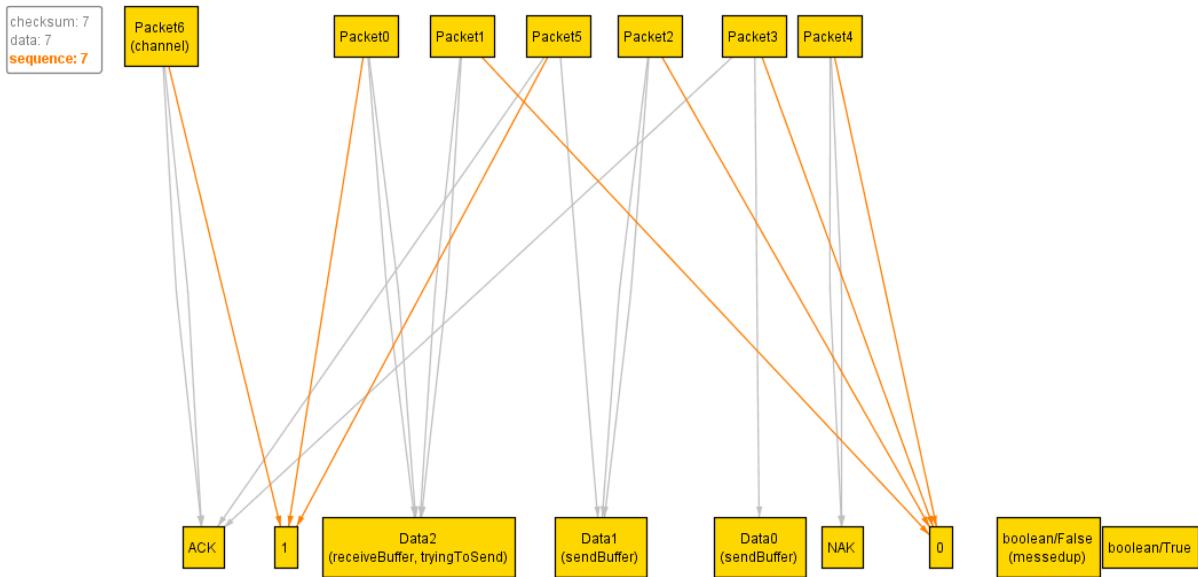 checksum: 7
data: 7
sequence: 7
Packet6
(channel)
Packet0
Packet1
Packet5
Packet2
Packet3
Packet4
ACK
1
Data2
(receiveBuffer, tryingToSend)
Data1
(sendBuffer)
Data0
(sendBuffer)
NAK
0
boolean/False
(messedup)
boolean/True